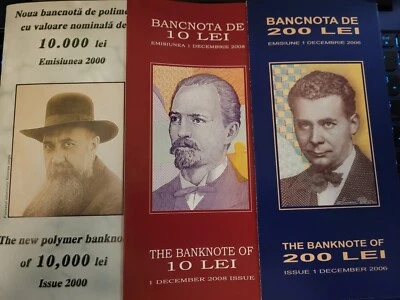 Noua bancnotă de polime
cu valoare nominală de
10.000 lei
Emisiunea 2000
The new polymer bankno
of 10,000 lei
Issue 2000
BANCNOTA DE
10 LEI
EMISIUNEA 1 DECEMBRIE 2008
THE BANKNOTE OF
10 LEI
1 DECEMBER 2008 ISSUE
BANCNOTA DE
200 LEI
EMISIUNE 1 DECEMBRIE 2006
THE BANKNOTE OF
200 LEI
ISSUE 1 DECEMBER 2006